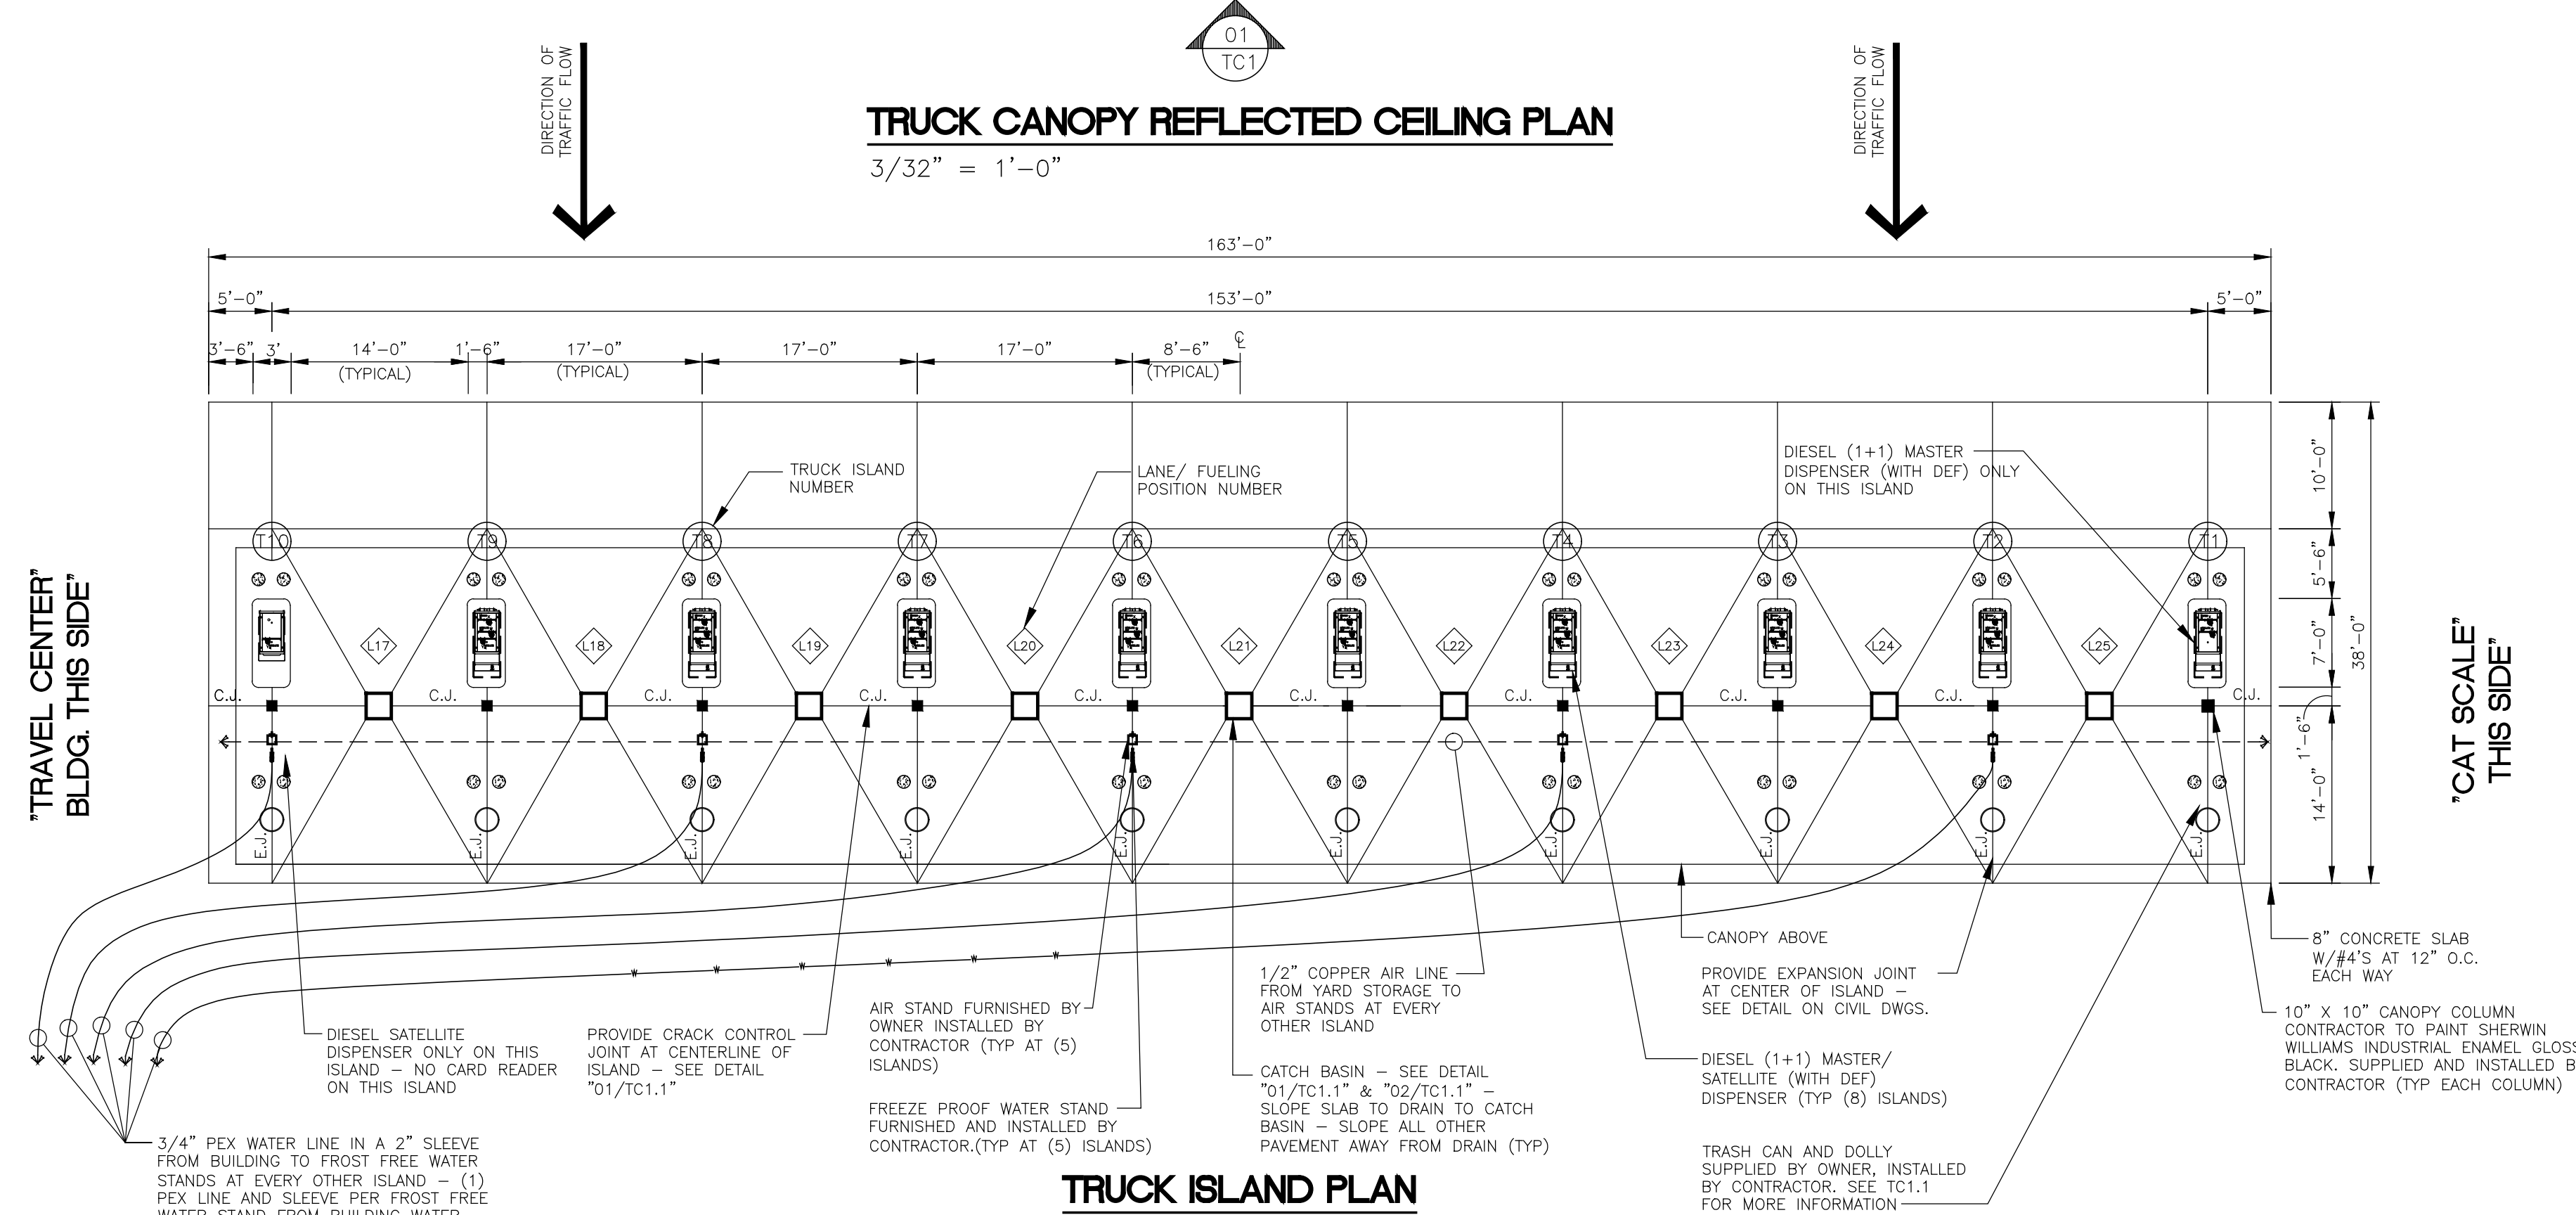 01
TC1
DIRECTION OF
TRAFFIC FLOW
DIRECTION OF
TRAFFIC FLOW
TRUCK CANOPY REFLECTED CEILING PLAN
3/32” = 1’–0”
163’–0”
5’–0”
153’–0”
5’–0”
3’–6”
3’
14’–0”
(TYPICAL)
1’–6”
17’–0”
(TYPICAL)
17’–0”
17’–0”
8’–6”
(TYPICAL)
℄
TRUCK ISLAND
NUMBER
LANE/ FUELING
POSITION NUMBER
DIESEL (1+1) MASTER
DISPENSER (WITH DEF) ONLY
ON THIS ISLAND
T10
T9
T8
T7
T6
T5
T4
T3
T2
T1
L17
L18
L19
L20
L21
L22
L23
L24
L25
C.J.
C.J.
C.J.
C.J.
C.J.
C.J.
C.J.
C.J.
C.J.
C.J.
E.J.
E.J.
E.J.
E.J.
E.J.
E.J.
E.J.
E.J.
E.J.
E.J.
10’–0”
5’–6”
7’–0”
1’–6”
14’–0”
38’–0”
"TRAVEL CENTER"
BLDG. THIS SIDE"
"CAT SCALE"
THIS SIDE"
CANOPY ABOVE
8” CONCRETE SLAB
W/#4’S AT 12” O.C.
EACH WAY
10” X 10” CANOPY COLUMN
CONTRACTOR TO PAINT SHERWIN
WILLIAMS INDUSTRIAL ENAMEL GLOSS
BLACK. SUPPLIED AND INSTALLED B
CONTRACTOR (TYP EACH COLUMN)
PROVIDE EXPANSION JOINT
AT CENTER OF ISLAND –
SEE DETAIL ON CIVIL DWGS.
DIESEL (1+1) MASTER/
SATELLITE (WITH DEF)
DISPENSER (TYP (8) ISLANDS)
TRASH CAN AND DOLLY
SUPPLIED BY OWNER, INSTALLED
BY CONTRACTOR. SEE TC1.1
FOR MORE INFORMATION
1/2” COPPER AIR LINE
FROM YARD STORAGE TO
AIR STANDS AT EVERY
OTHER ISLAND
CATCH BASIN – SEE DETAIL
"01/TC1.1" & "02/TC1.1" –
SLOPE SLAB TO DRAIN TO CATCH
BASIN – SLOPE ALL OTHER
PAVEMENT AWAY FROM DRAIN (TYP)
AIR STAND FURNISHED BY
OWNER INSTALLED BY
CONTRACTOR (TYP AT (5)
ISLANDS)
FREEZE PROOF WATER STAND
FURNISHED AND INSTALLED BY
CONTRACTOR.(TYP AT (5) ISLANDS)
PROVIDE CRACK CONTROL
JOINT AT CENTERLINE OF
ISLAND – SEE DETAIL
"01/TC1.1"
DIESEL SATELLITE
DISPENSER ONLY ON THIS
ISLAND – NO CARD READER
ON THIS ISLAND
3/4” PEX WATER LINE IN A 2” SLEEVE
FROM BUILDING TO FROST FREE WATER
STANDS AT EVERY OTHER ISLAND – (1)
PEX LINE AND SLEEVE PER FROST FREE
WATER STAND FROM BUILDING WATER
TRUCK ISLAND PLAN